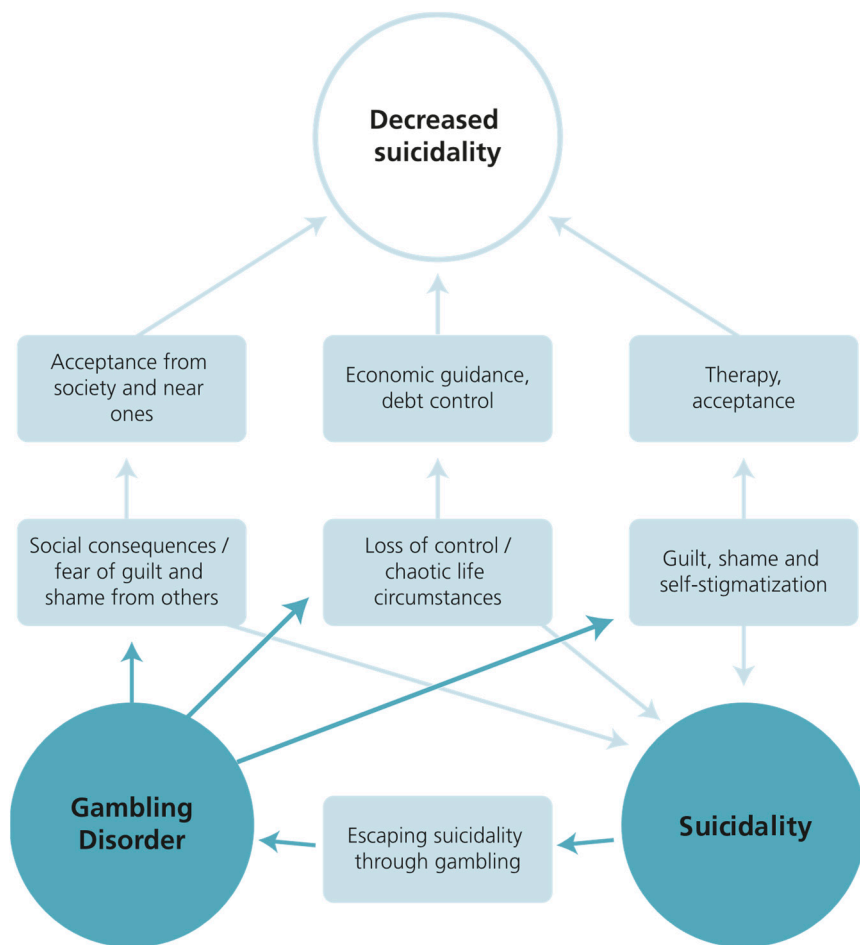 Decreased
suicidality
Acceptance from
society and near
ones
Economic guidance,
debt control
Therapy,
acceptance
Social consequences /
fear of guilt and
shame from others
Loss of control /
chaotic life
circumstances
Guilt, shame and
self-stigmatization
Gambling
Disorder
Escaping suicidality
through gambling
Suicidality